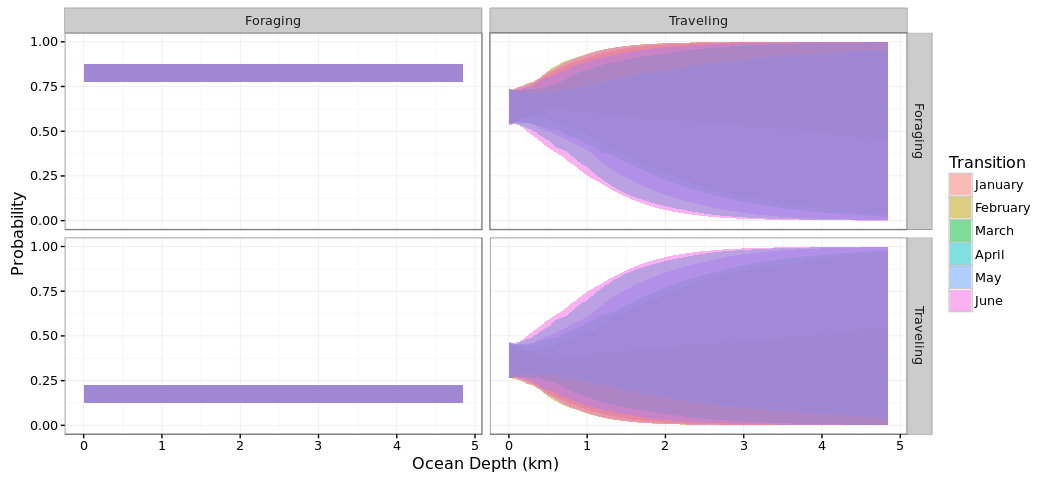 Foraging
Traveling
Probability
1.00
0.75
0.50
0.25
0.00
Foraging
1.00
0.75
0.50
0.25
0.00
Traveling
0 1 2 3 4 5
0 1 2 3 4 5
Ocean Depth (km)
Transition
January
February
March
April
May
June